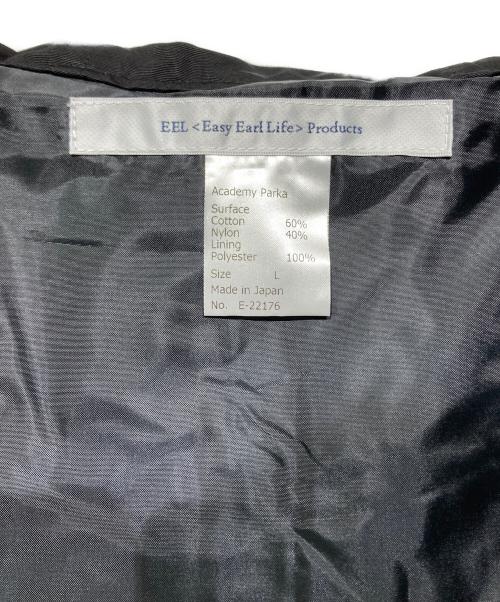 EEL <Easy Earl Life> Products
Academy Parka
Surface
Cotton 60%
Nylon 40%
Lining
Polyester 100%
Size L
Made in Japan
No. E-22176